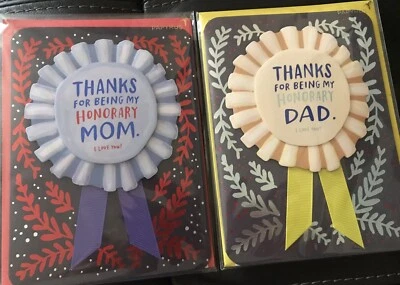 THANKS
FOR BEING MY
HONORARY
MOM.
I LOVE YOU!
THANKS
FOR BEING MY
HONORARY
DAD.
I LOVE YOU!